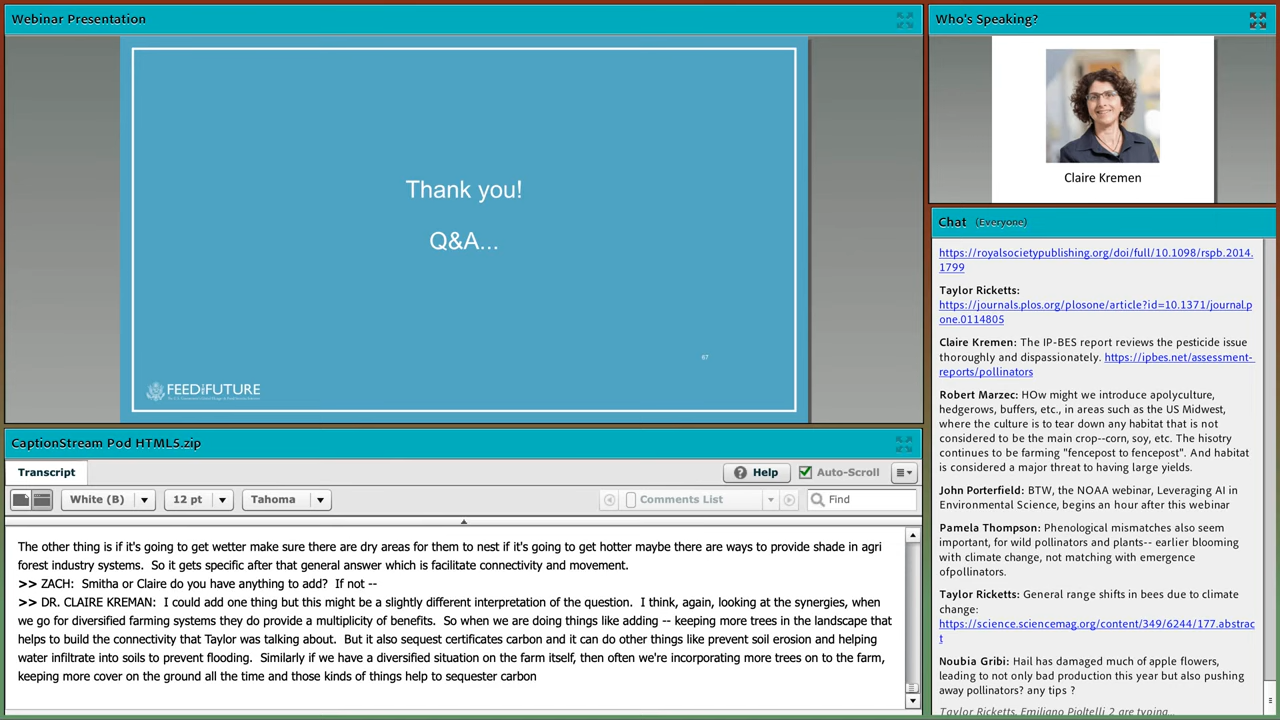 Webinar Presentation
Thank you!
Q&A...
67
FEEDtFUTURE
Who's Speaking?
Claire Kremen
Chat (Everyone)
https://royalsocietypublishing.org/doi/full/10.1098/rspb.2014.
1799
Taylor Ricketts:
https://journals.plos.org/plosone/article?id=10.1371/journal.p
one.0114805
Claire Kremen: The IP-BES report reviews the pesticide issue
thoroughly and dispassionately. https://ipbes.net/assessment-
reports/pollinators
Robert Marzec: HOw might we introduce apolyculture,
hedgerows, buffers, etc., in areas such as the US Midwest,
where the culture is to tear down any habitat that is not
considered to be the main crop--corn, soy, etc. The hisotry
continues to be farming "fencepost to fencepost". And habitat
is considered a major threat to having large yields.
John Porterfield: BTW, the NOAA webinar, Leveraging AI in
Environmental Science, begins an hour after this webinar
Pamela Thompson: Phenological mismatches also seem
important, for wild pollinators and plants-- earlier blooming
with climate change, not matching with emergence
ofpollinators.
Taylor Ricketts: General range shifts in bees due to climate
change:
https://science.sciencemag.org/content/349/6244/177.abstrac
t
Noubia Gribi: Hail has damaged much of apple flowers,
leading to not only bad production this year but also pushing
away pollinators? any tips ?
Taylor Ricketts, Emiliano Pioltelli 2 are typing
CaptionStream Pod HTML5.zip
Transcript
Help
Auto-Scroll
White (B)
12 pt
Tahoma
Comments List
Find
The other thing is if it's going to get wetter make sure there are dry areas for them to nest if it's going to get hotter maybe there are ways to provide shade in agri
forest industry systems. So it gets specific after that general answer which is facilitate connectivity and movement.
>> ZACH: Smitha or Claire do you have anything to add? If not --
>> DR. CLAIRE KREMAN: I could add one thing but this might be a slightly different interpretation of the question. I think, again, looking at the synergies, when
we go for diversified farming systems they do provide a multiplicity of benefits. So when we are doing things like adding -- keeping more trees in the landscape that
helps to build the connectivity that Taylor was talking about. But it also sequest certificates carbon and it can do other things like prevent soil erosion and helping
water infiltrate into soils to prevent flooding. Similarly if we have a diversified situation on the farm itself, then often we're incorporating more trees on to the farm,
keeping more cover on the ground all the time and those kinds of things help to sequester carbon